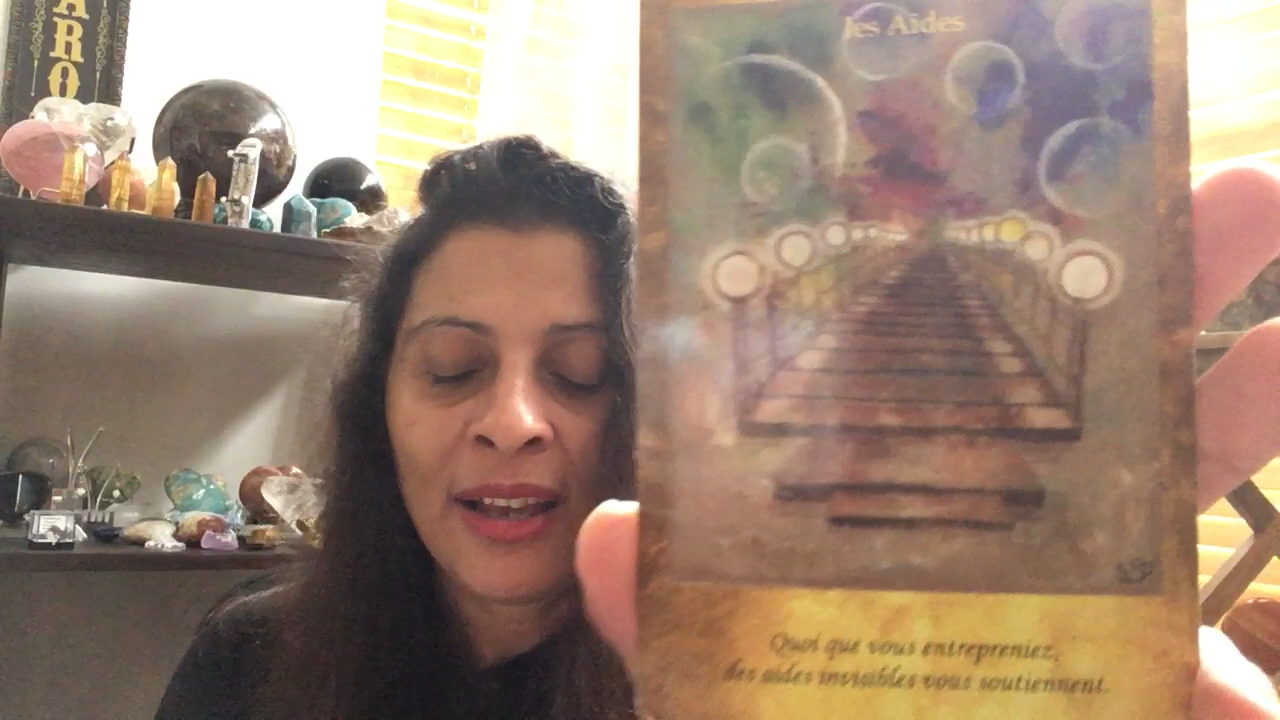 ARO
les Aides
Quoi que vous entrepreniez,
des aides invisibles vous soutiennent.